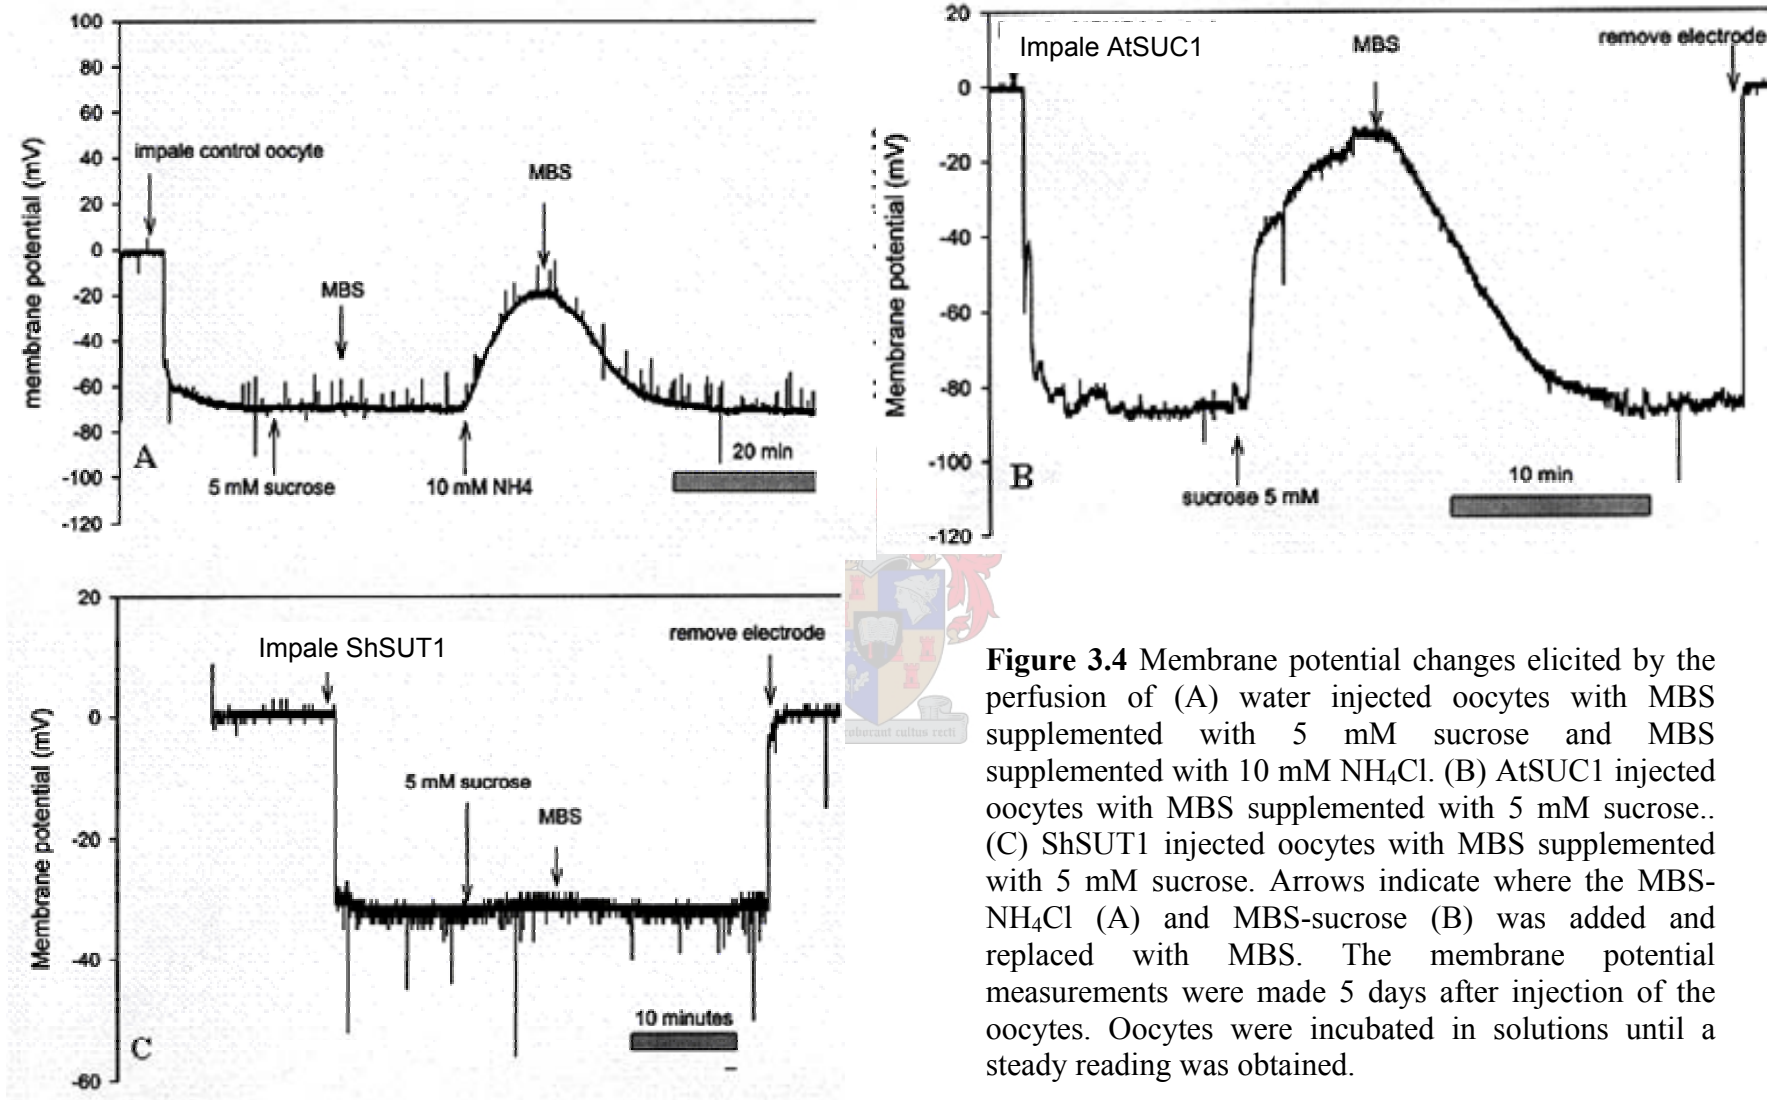 100
80
60
40
20
0
-20
-40
-60
-80
-100
-120
membrane potential (mV)
impale control oocyte
MBS
MBS
5 mM sucrose
10 mM NH4
20 min
A
20
0
-20
-40
-60
-80
-100
-120
Membrane potential (mV)
Impale AtSUC1
MBS
remove electrode
sucrose 5 mM
10 min
B
20
0
-20
-40
-60
Membrane potential (mV)
Impale ShSUT1
remove electrode
5 mM sucrose
MBS
10 minutes
C
roborant cultus recti
Figure 3.4 Membrane potential changes elicited by the
perfusion of (A) water injected oocytes with MBS
supplemented with 5 mM sucrose and MBS
supplemented with 10 mM NH₄Cl. (B) AtSUC1 injected
oocytes with MBS supplemented with 5 mM sucrose..
(C) ShSUT1 injected oocytes with MBS supplemented
with 5 mM sucrose. Arrows indicate where the MBS-
NH₄Cl (A) and MBS-sucrose (B) was added and
replaced with MBS. The membrane potential
measurements were made 5 days after injection of the
oocytes. Oocytes were incubated in solutions until a
steady reading was obtained.